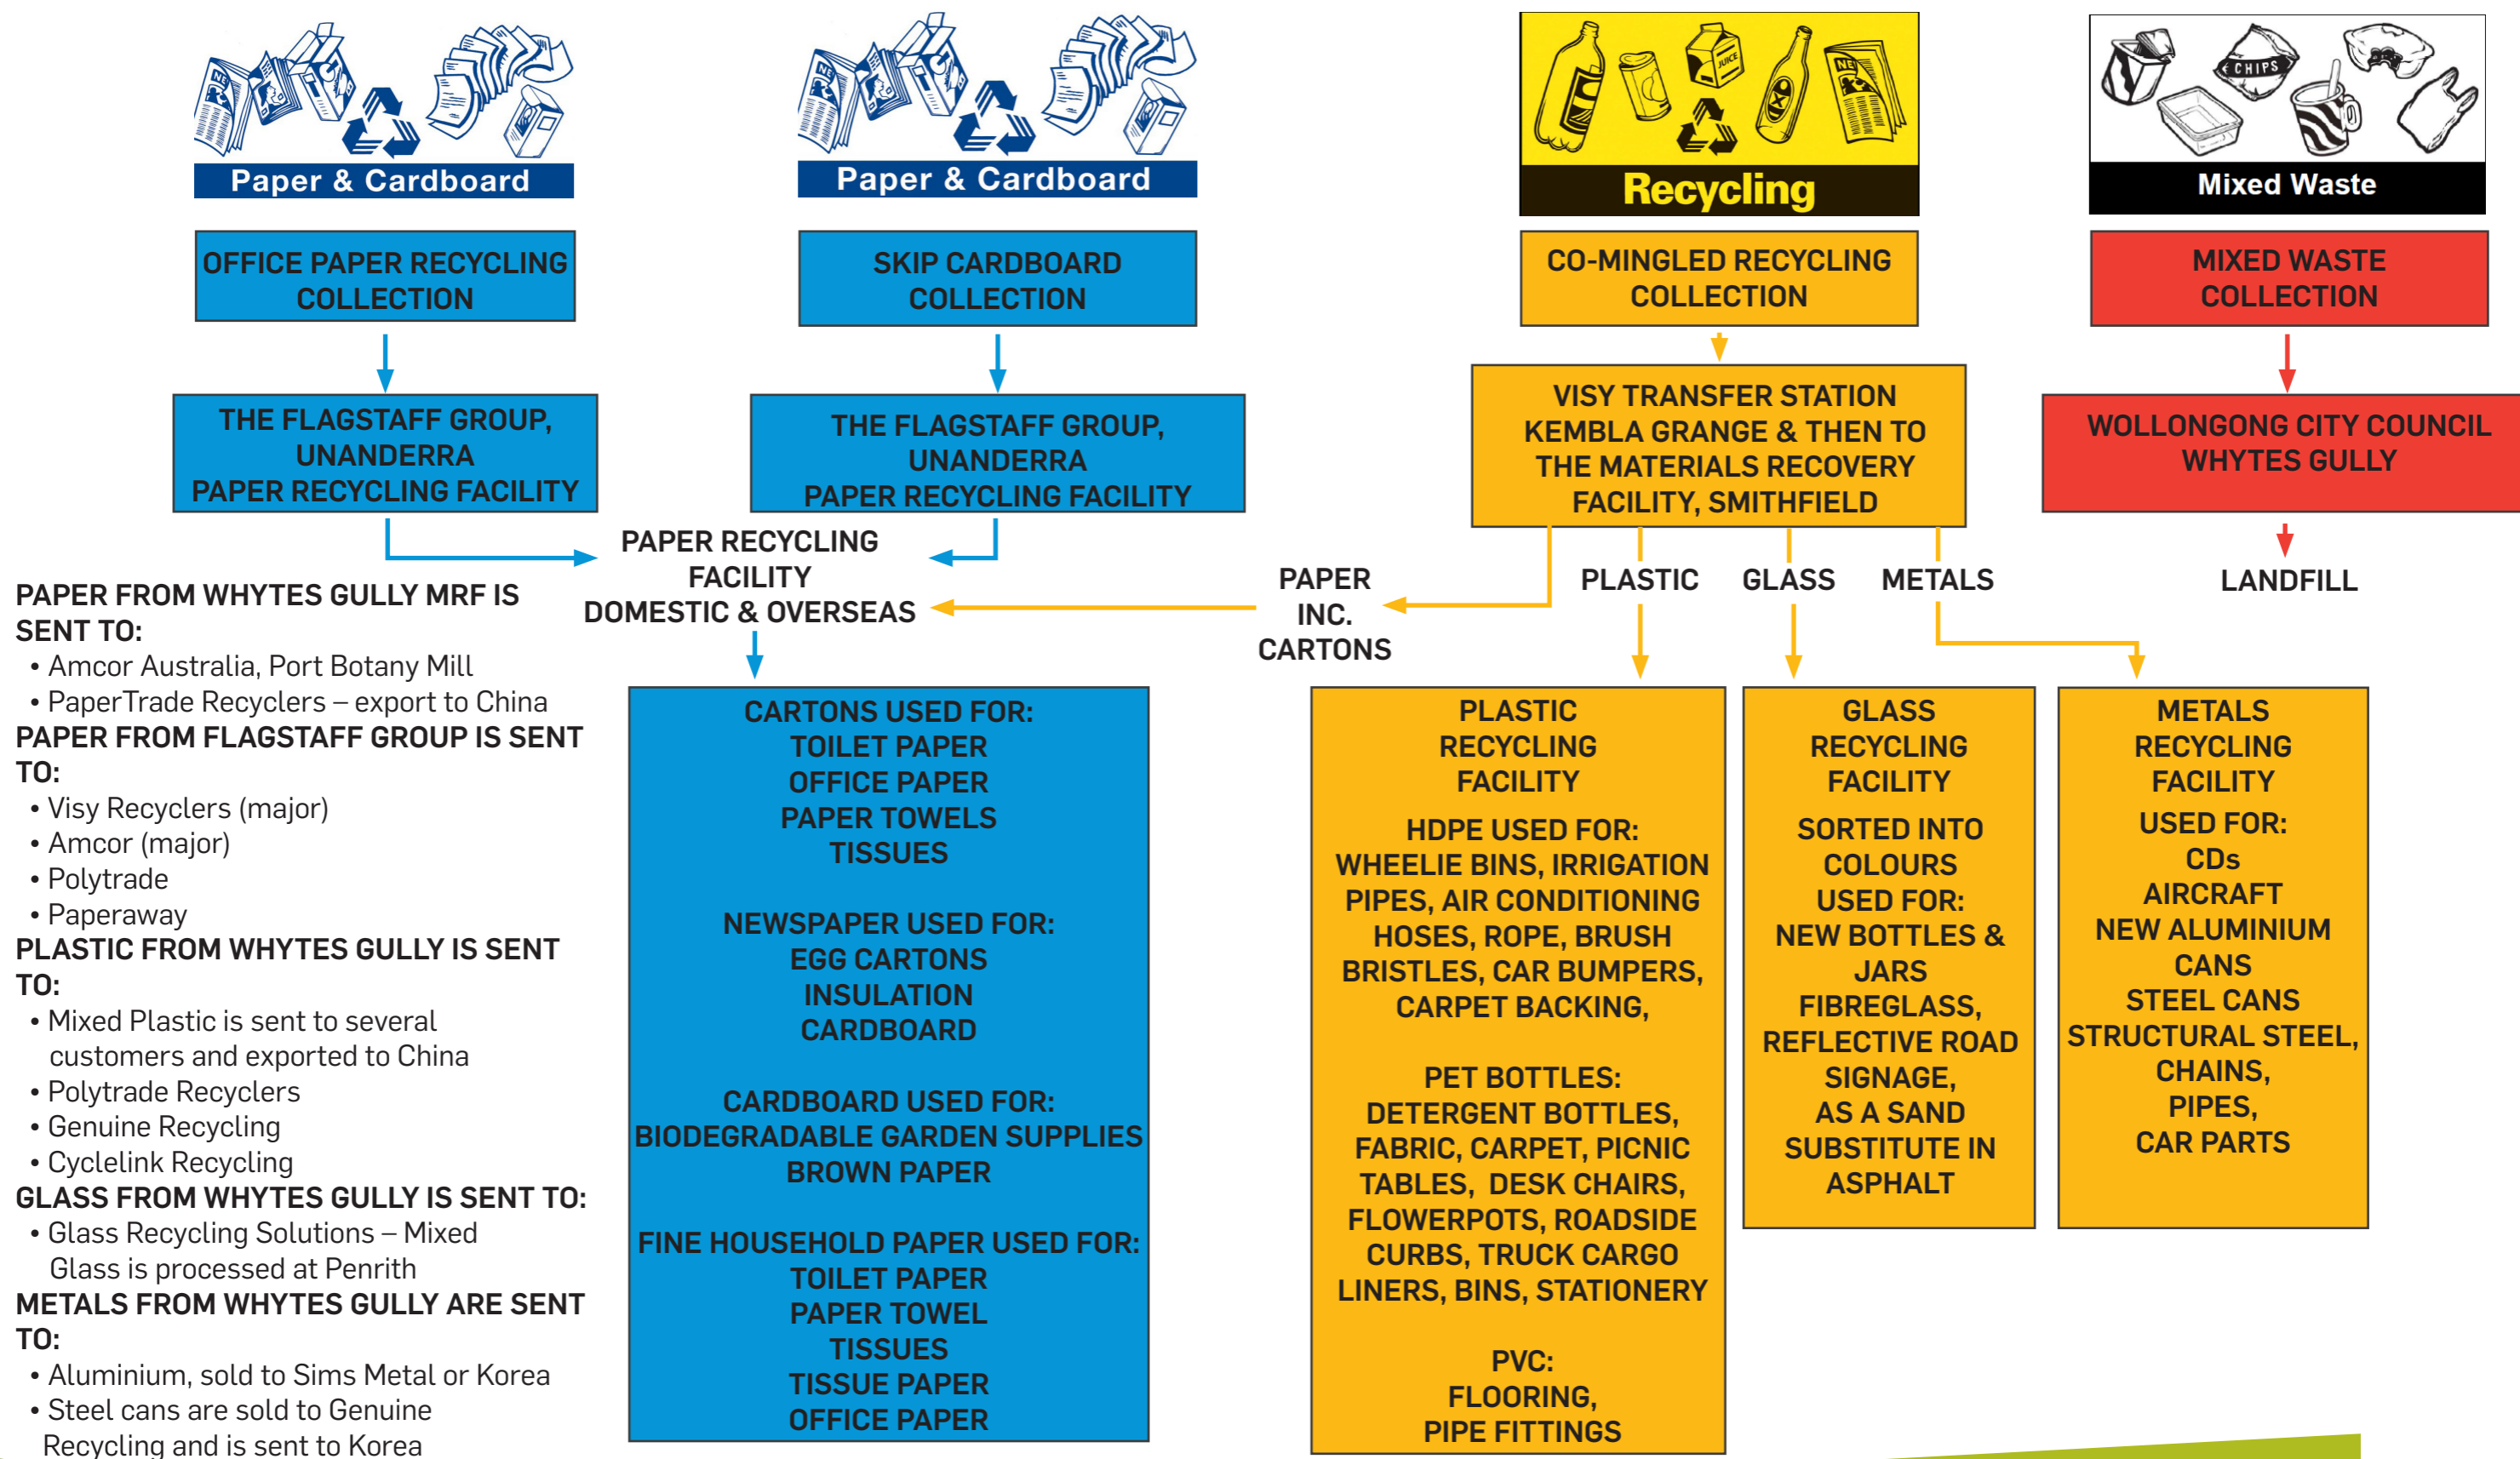 NE
NE
JUICE
NE
CHIPS
Paper & Cardboard
Paper & Cardboard
Recycling
Mixed Waste
OFFICE PAPER RECYCLING
COLLECTION
SKIP CARDBOARD
COLLECTION
CO-MINGLED RECYCLING
COLLECTION
MIXED WASTE
COLLECTION
THE FLAGSTAFF GROUP,
UNANDERRA
PAPER RECYCLING FACILITY
THE FLAGSTAFF GROUP,
UNANDERRA
PAPER RECYCLING FACILITY
VISY TRANSFER STATION
KEMBLA GRANGE & THEN TO
THE MATERIALS RECOVERY
FACILITY, SMITHFIELD
WOLLONGONG CITY COUNCIL
WHYTES GULLY
PAPER RECYCLING
FACILITY
DOMESTIC & OVERSEAS
PAPER
INC.
CARTONS
PLASTIC
GLASS
METALS
LANDFILL
PAPER FROM WHYTES GULLY MRF IS
SENT TO:
• Amcor Australia, Port Botany Mill
• PaperTrade Recyclers – export to China
PAPER FROM FLAGSTAFF GROUP IS SENT
TO:
• Visy Recyclers (major)
• Amcor (major)
• Polytrade
• Paperaway
PLASTIC FROM WHYTES GULLY IS SENT
TO:
• Mixed Plastic is sent to several
customers and exported to China
• Polytrade Recyclers
• Genuine Recycling
• Cyclelink Recycling
GLASS FROM WHYTES GULLY IS SENT TO:
• Glass Recycling Solutions – Mixed
Glass is processed at Penrith
METALS FROM WHYTES GULLY ARE SENT
TO:
• Aluminium, sold to Sims Metal or Korea
• Steel cans are sold to Genuine
Recycling and is sent to Korea
CARTONS USED FOR:
TOILET PAPER
OFFICE PAPER
PAPER TOWELS
TISSUES
NEWSPAPER USED FOR:
EGG CARTONS
INSULATION
CARDBOARD
CARDBOARD USED FOR:
BIODEGRADABLE GARDEN SUPPLIES
BROWN PAPER
FINE HOUSEHOLD PAPER USED FOR:
TOILET PAPER
PAPER TOWEL
TISSUES
TISSUE PAPER
OFFICE PAPER
PLASTIC
RECYCLING
FACILITY
HDPE USED FOR:
WHEELIE BINS, IRRIGATION
PIPES, AIR CONDITIONING
HOSES, ROPE, BRUSH
BRISTLES, CAR BUMPERS,
CARPET BACKING,
PET BOTTLES:
DETERGENT BOTTLES,
FABRIC, CARPET, PICNIC
TABLES, DESK CHAIRS,
FLOWERPOTS, ROADSIDE
CURBS, TRUCK CARGO
LINERS, BINS, STATIONERY
PVC:
FLOORING,
PIPE FITTINGS
GLASS
RECYCLING
FACILITY
SORTED INTO
COLOURS
USED FOR:
NEW BOTTLES &
JARS
FIBREGLASS,
REFLECTIVE ROAD
SIGNAGE,
AS A SAND
SUBSTITUTE IN
ASPHALT
METALS
RECYCLING
FACILITY
USED FOR:
CDs
AIRCRAFT
NEW ALUMINIUM
CANS
STEEL CANS
STRUCTURAL STEEL,
CHAINS,
PIPES,
CAR PARTS